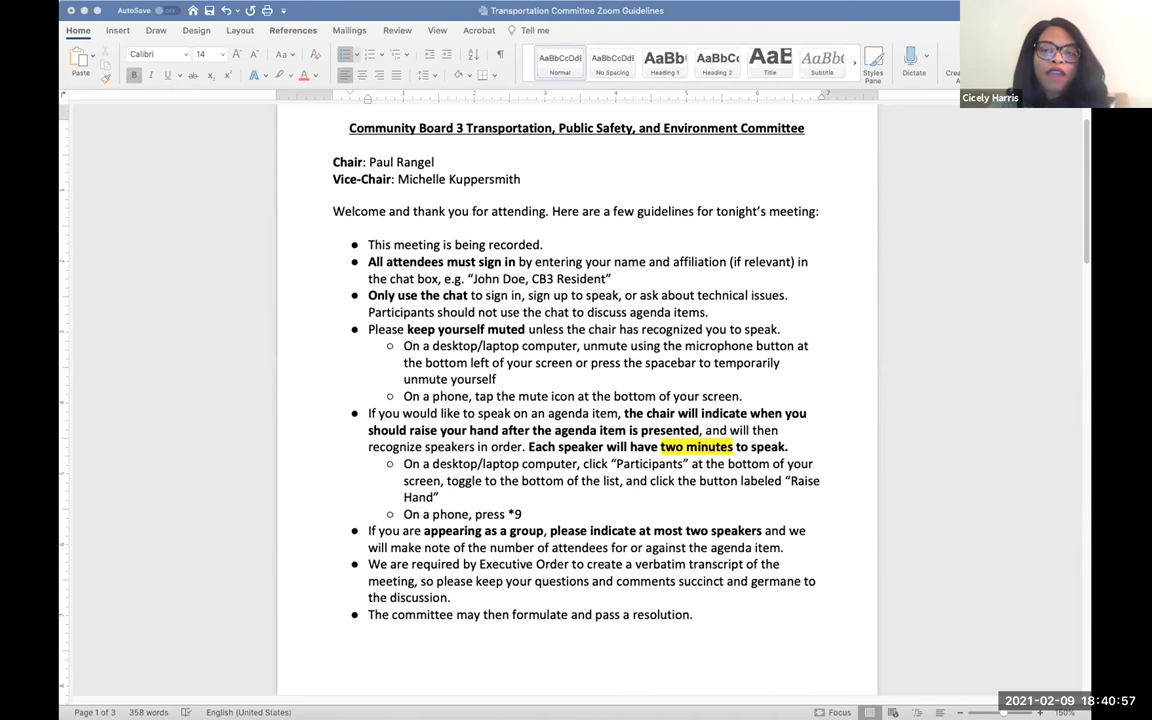 AutoSave OFF Transportation Committee Zoom Guidelines
Home Insert Draw Design Layout References Mailings Review View Acrobat Tell me
Calibri 14
Paste
AaBbCcDdEe AaBbCcDdEe AaBbC AaBbCc AaB AaBb(
Normal No Spacing Heading 1 Heading 2 Title Subtitle Styles Pane Dictate
Cicely Harris
1 2 3 4 5 6 7
Community Board 3 Transportation, Public Safety, and Environment Committee
Chair: Paul Rangel
Vice-Chair: Michelle Kuppersmith
Welcome and thank you for attending. Here are a few guidelines for tonight’s meeting:
● This meeting is being recorded.
● All attendees must sign in by entering your name and affiliation (if relevant) in
the chat box, e.g. “John Doe, CB3 Resident”
● Only use the chat to sign in, sign up to speak, or ask about technical issues.
Participants should not use the chat to discuss agenda items.
● Please keep yourself muted unless the chair has recognized you to speak.
○ On a desktop/laptop computer, unmute using the microphone button at
the bottom left of your screen or press the spacebar to temporarily
unmute yourself
○ On a phone, tap the mute icon at the bottom of your screen.
● If you would like to speak on an agenda item, the chair will indicate when you
should raise your hand after the agenda item is presented, and will then
recognize speakers in order. Each speaker will have two minutes to speak.
○ On a desktop/laptop computer, click “Participants” at the bottom of your
screen, toggle to the bottom of the list, and click the button labeled “Raise
Hand”
○ On a phone, press *9
● If you are appearing as a group, please indicate at most two speakers and we
will make note of the number of attendees for or against the agenda item.
● We are required by Executive Order to create a verbatim transcript of the
meeting, so please keep your questions and comments succinct and germane to
the discussion.
● The committee may then formulate and pass a resolution.
Page 1 of 3 358 words English (United States) Focus 150%
2021-02-09 18:40:57